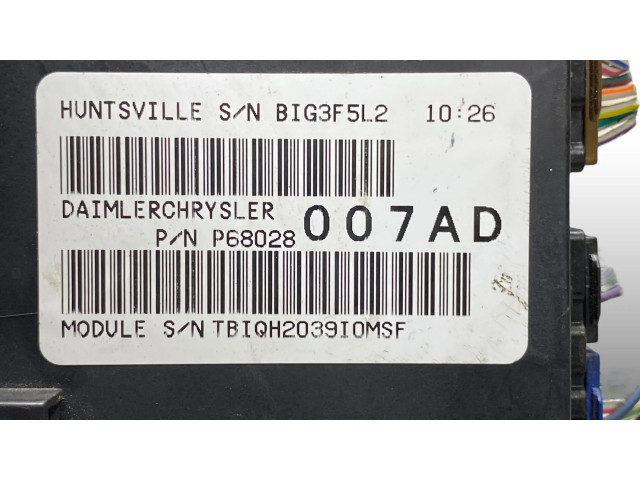 HUNTSVILLE S/N BIG3F5L2 10:26
DAIMLERCHRYSLER
P/N P68028 007AD
MODULE S/N TBIQH2039I0MSF